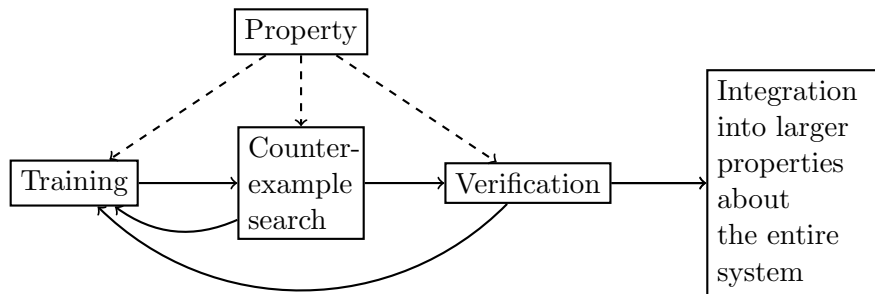 Property
Training
Counter-
example
search
Verification
Integration
into larger
properties
about
the entire
system